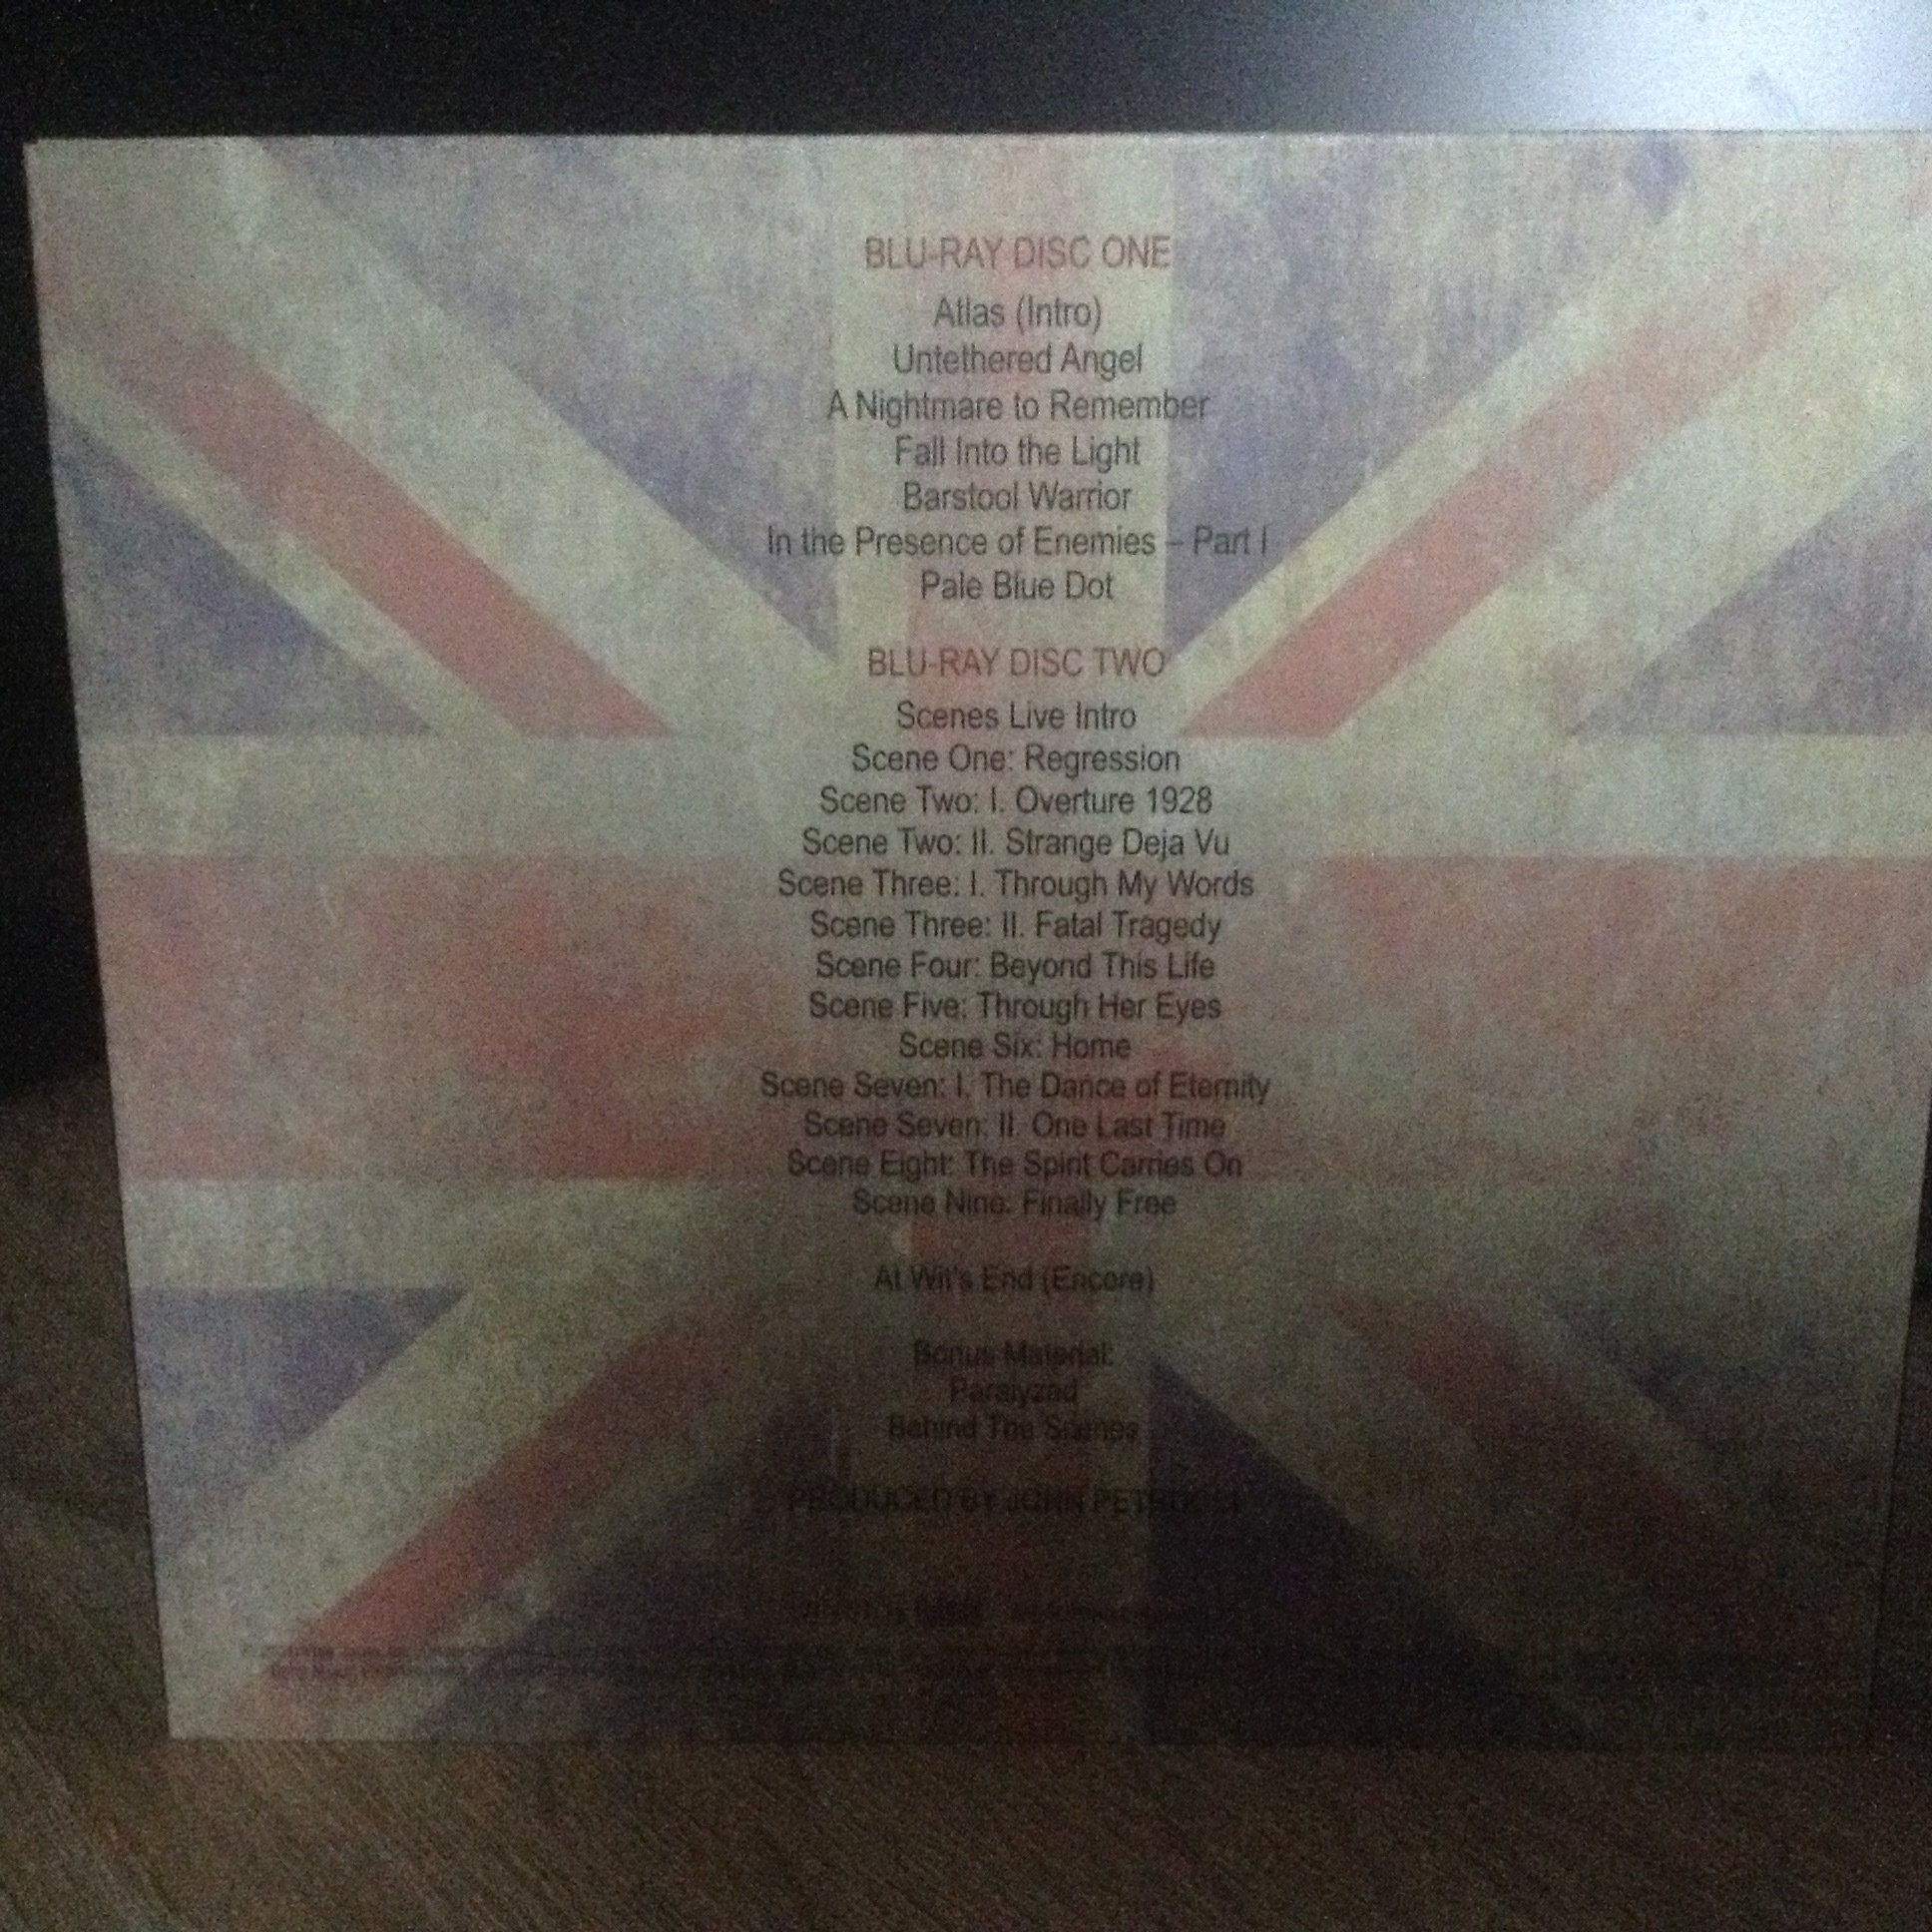 BLU-RAY DISC ONE
Atlas (Intro)
Untethered Angel
A Nightmare to Remember
Fall Into the Light
Barstool Warrior
In the Presence of Enemies – Part I
Pale Blue Dot
BLU-RAY DISC TWO
Scenes Live Intro
Scene One: Regression
Scene Two: I. Overture 1928
Scene Two: II. Strange Deja Vu
Scene Three: I. Through My Words
Scene Three: II. Fatal Tragedy
Scene Four: Beyond This Life
Scene Five: Through Her Eyes
Scene Six: Home
Scene Seven: I. The Dance of Eternity
Scene Seven: II. One Last Time
Scene Eight: The Spirit Carries On
Scene Nine: Finally Free
At Wit's End (Encore)
Bonus Material:
Paralyzed
Behind The Scenes
PRODUCED BY JOHN